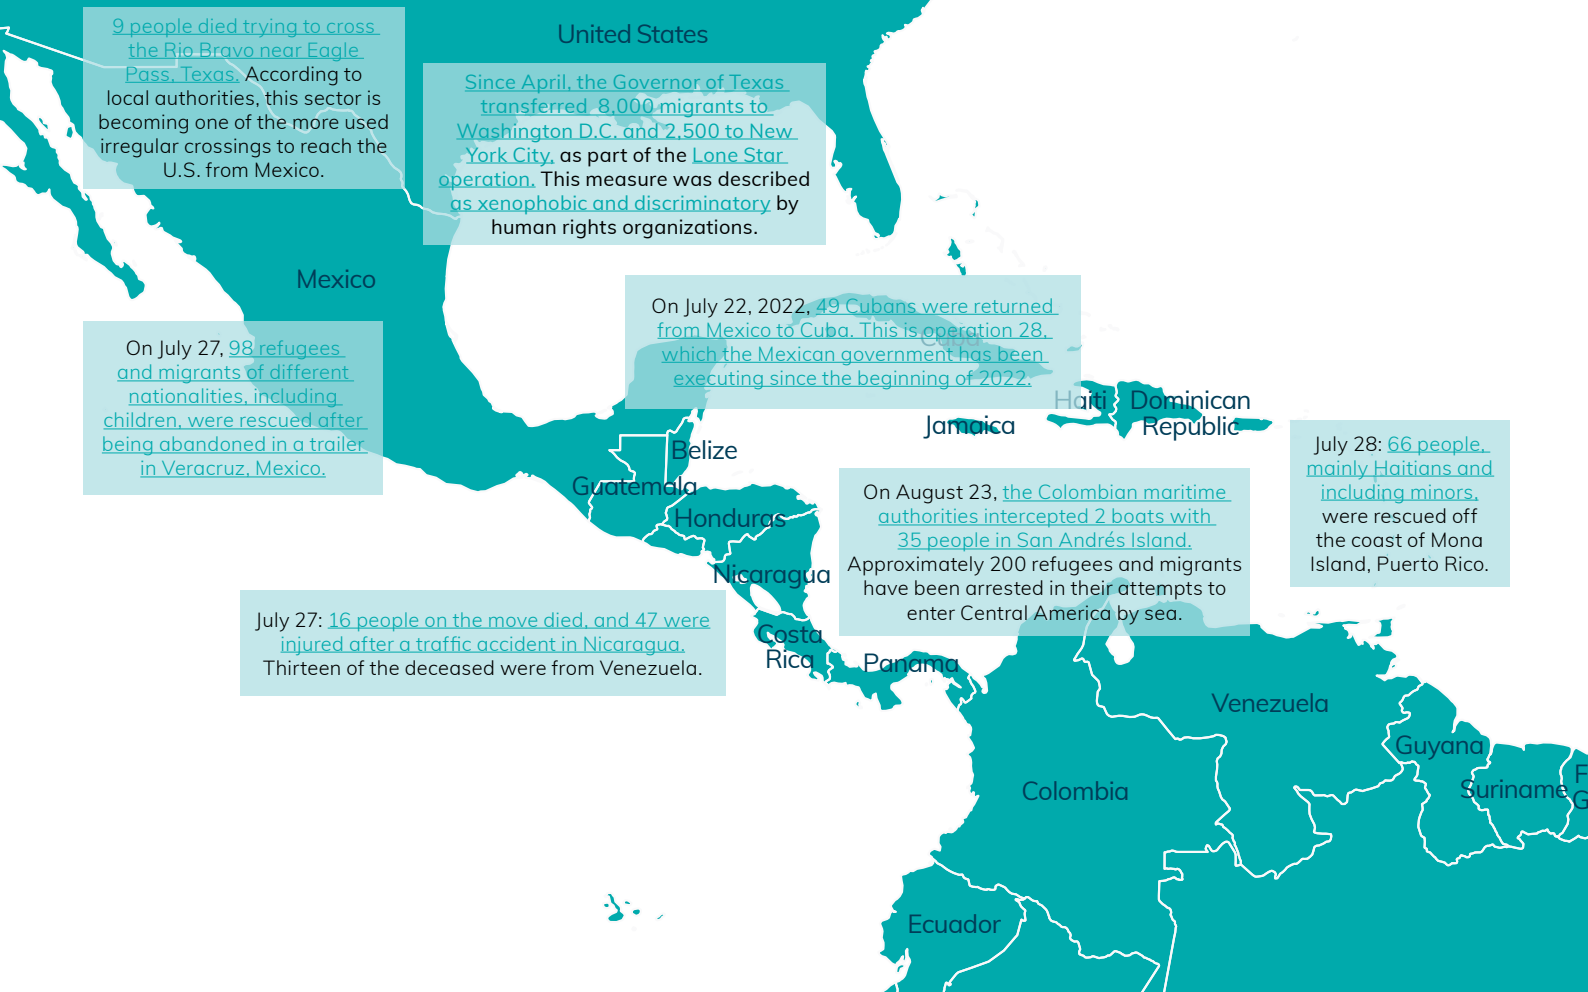 United States
9 people died trying to cross
the Rio Bravo near Eagle
Pass, Texas. According to
local authorities, this sector is
becoming one of the more used
irregular crossings to reach the
U.S. from Mexico.
Since April, the Governor of Texas
transferred 8,000 migrants to
Washington D.C. and 2,500 to New
York City, as part of the Lone Star
operation. This measure was described
as xenophobic and discriminatory by
human rights organizations.
Mexico
On July 22, 2022, 49 Cubans were returned
from Mexico to Cuba. This is operation 28,
which the Mexican government has been
executing since the beginning of 2022.
Cuba
On July 27, 98 refugees
and migrants of different
nationalities, including
children, were rescued after
being abandoned in a trailer
in Veracruz, Mexico.
Haiti
Dominican
Republic
Jamaica
Belize
Guatemala
Honduras
Nicaragua
July 28: 66 people,
mainly Haitians and
including minors,
were rescued off
the coast of Mona
Island, Puerto Rico.
On August 23, the Colombian maritime
authorities intercepted 2 boats with
35 people in San Andrés Island.
Approximately 200 refugees and migrants
have been arrested in their attempts to
enter Central America by sea.
July 27: 16 people on the move died, and 47 were
injured after a traffic accident in Nicaragua.
Thirteen of the deceased were from Venezuela.
Costa
Rica
Panama
Venezuela
Guyana
Suriname
F
G
Colombia
Ecuador